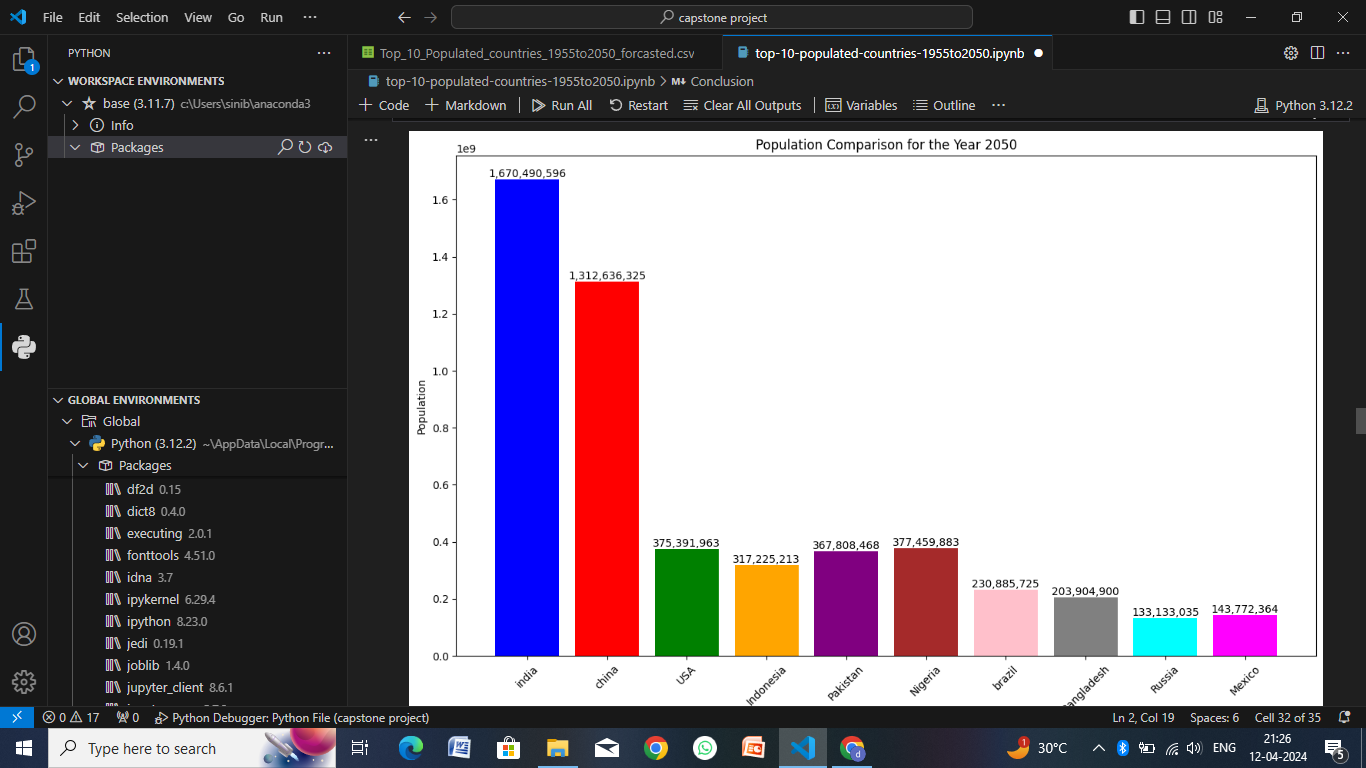 File Edit Selection View Go Run ···
capstone project
PYTHON
WORKSPACE ENVIRONMENTS
base (3.11.7) c:\Users\sinib\anaconda3
Info
Packages
GLOBAL ENVIRONMENTS
Global
Python (3.12.2) ~\AppData\Local\Progr...
Packages
df2d 0.15
dict8 0.4.0
executing 2.0.1
fonttools 4.51.0
idna 3.7
ipykernel 6.29.4
ipython 8.23.0
jedi 0.19.1
joblib 1.4.0
jupyter_client 8.6.1
Top_10_Populated_countries_1955to2050_forcasted.csv
top-10-populated-countries-1955to2050.ipynb
top-10-populated-countries-1955to2050.ipynb > Conclusion
+ Code + Markdown Run All Restart Clear All Outputs Variables Outline ··· Python 3.12.2
Population Comparison for the Year 2050
1e9
1,670,490,596
1.6
1.4
1,312,636,325
1.2
1.0
0.8
Population
0.6
375,391,963 317,225,213 367,808,468 377,459,883 230,885,725 203,904,900 133,133,035 143,772,364
0.4
0.2
0.0
india china USA Indonesia Pakistan Nigeria brazil Bangladesh Russia Mexico
1
0 17 0 Python Debugger: Python File (capstone project)
Ln 2, Col 19 Spaces: 6 Cell 32 of 35
Type here to search
30°C
ENG
21:26
12-04-2024
5